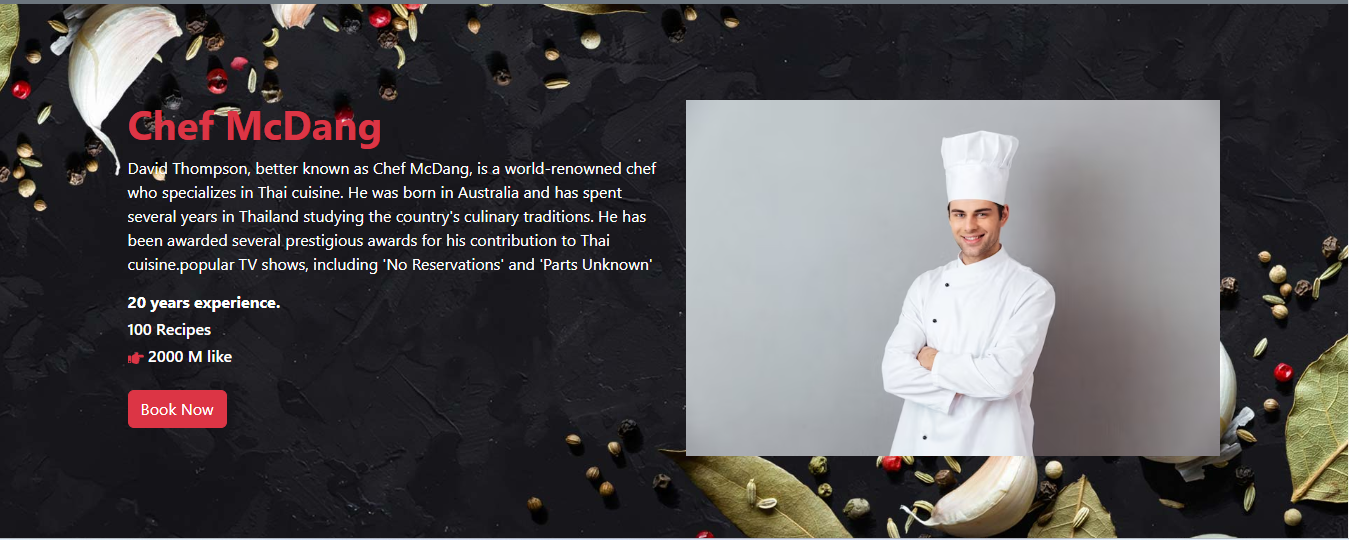 Chef McDang
David Thompson, better known as Chef McDang, is a world-renowned chef
who specializes in Thai cuisine. He was born in Australia and has spent
several years in Thailand studying the country's culinary traditions. He has
been awarded several prestigious awards for his contribution to Thai
cuisine.popular TV shows, including 'No Reservations' and 'Parts Unknown'
20 years experience.
100 Recipes
2000 M like
Book Now